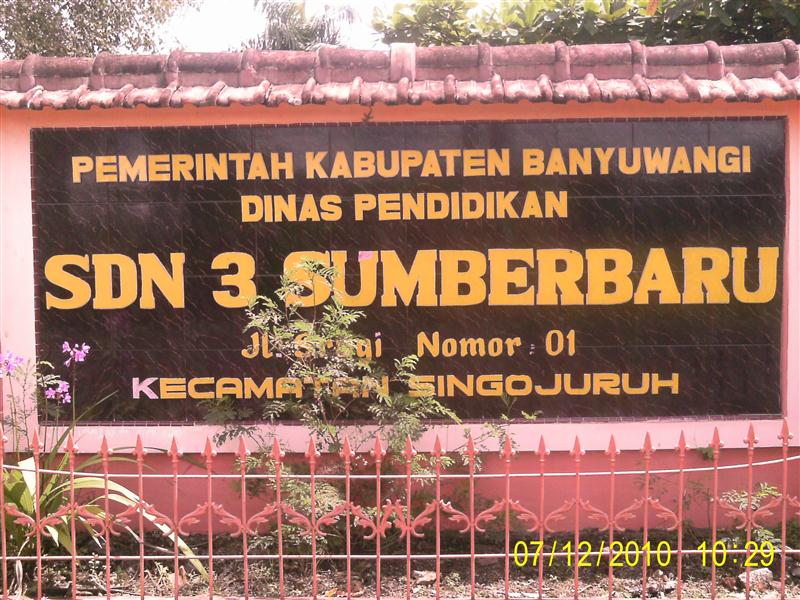 PEMERINTAH KABUPATEN BANYUWANGI
DINAS PENDIDIKAN
SDN 3 SUMBERBARU
Jl. Nomor : 01
KECAMATAN SINGOJURUH
07/12/2010 10:29